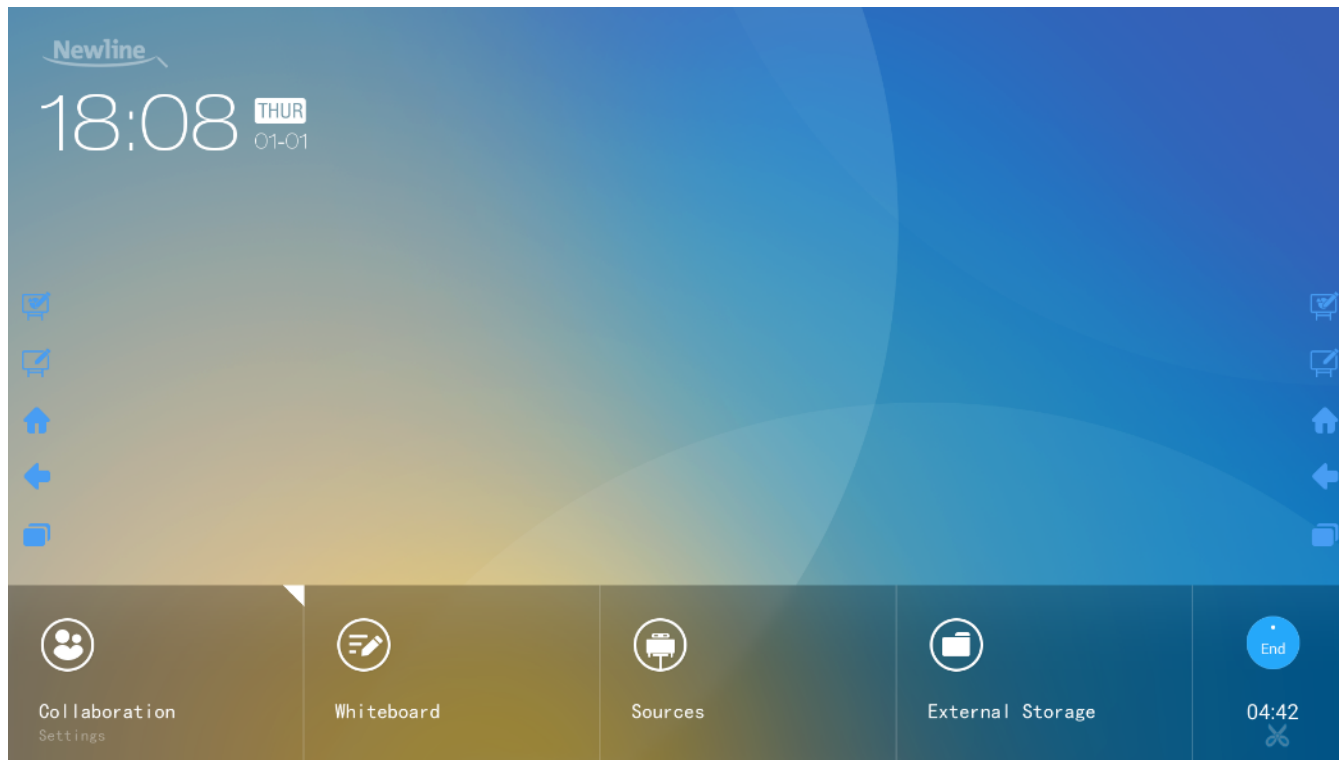 Newline
18:08 THUR
01-01
Collaboration
Settings
Whiteboard
Sources
External Storage
End
04:42